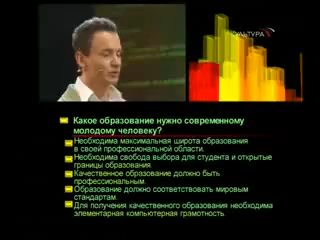 КУЛЬТУРА
Какое образование нужно современному
молодому человеку?
Необходима максимальная широта образования
в своей профессиональной области.
Необходима свобода выбора для студента и открытые
границы образования.
Качественное образование должно быть
профессиональным.
Образование должно соответствовать мировым
стандартам.
Для получения качественного образования необходима
элементарная компьютерная грамотность.